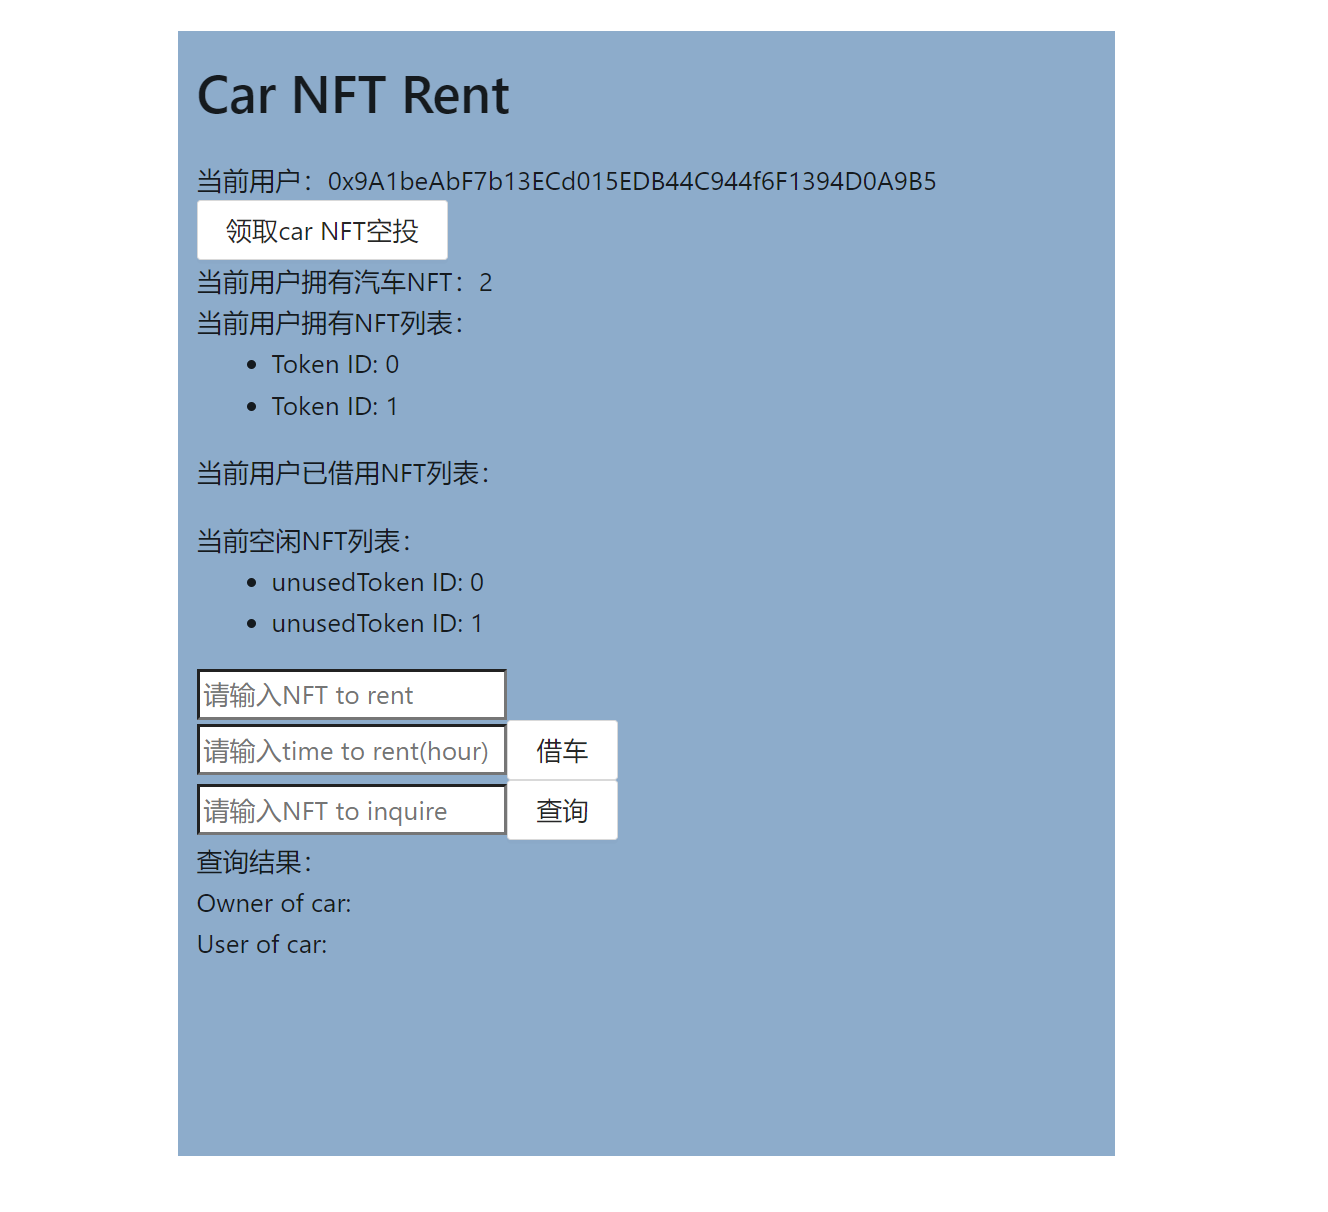 Car NFT Rent
当前用户：0x9A1beAbF7b13ECd015EDB44C944f6F1394D0A9B5
领取car NFT空投
当前用户拥有汽车NFT：2
当前用户拥有NFT列表：
• Token ID: 0
• Token ID: 1
当前用户已借用NFT列表：
当前空闲NFT列表：
• unusedToken ID: 0
• unusedToken ID: 1
请输入NFT to rent
请输入time to rent(hour) 借车
请输入NFT to inquire 查询
查询结果：
Owner of car:
User of car: